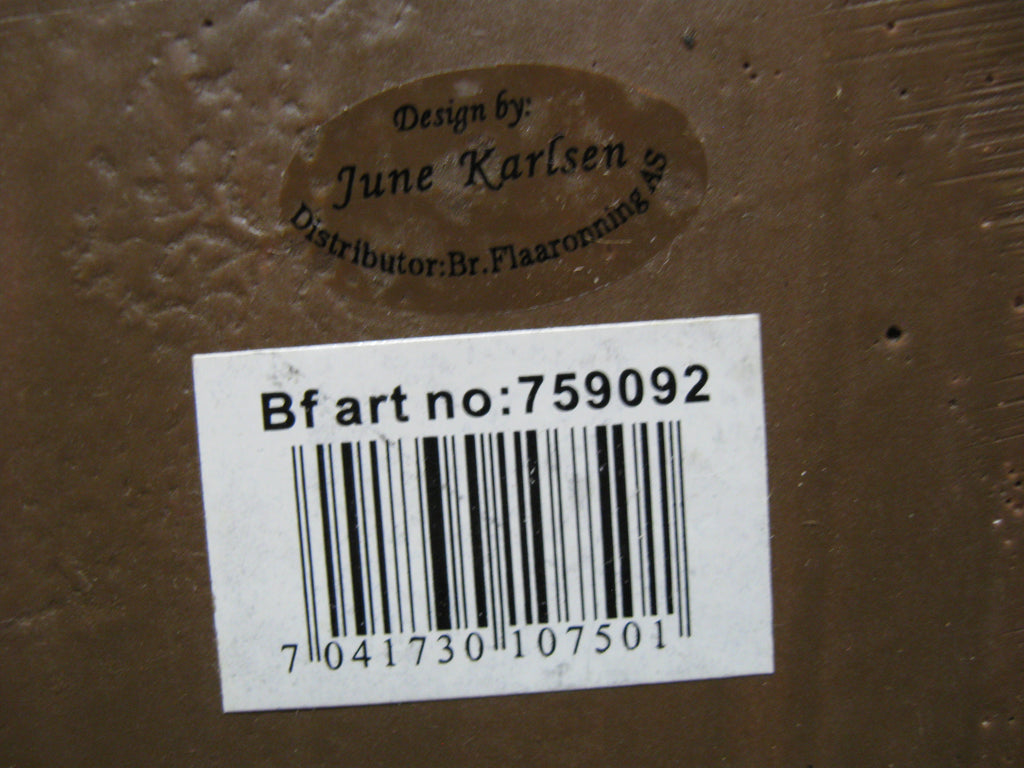 Design by:
June Karlsen
Distributor:Br.Flaaronning AS
Bf art no:759092
7 041730 107501